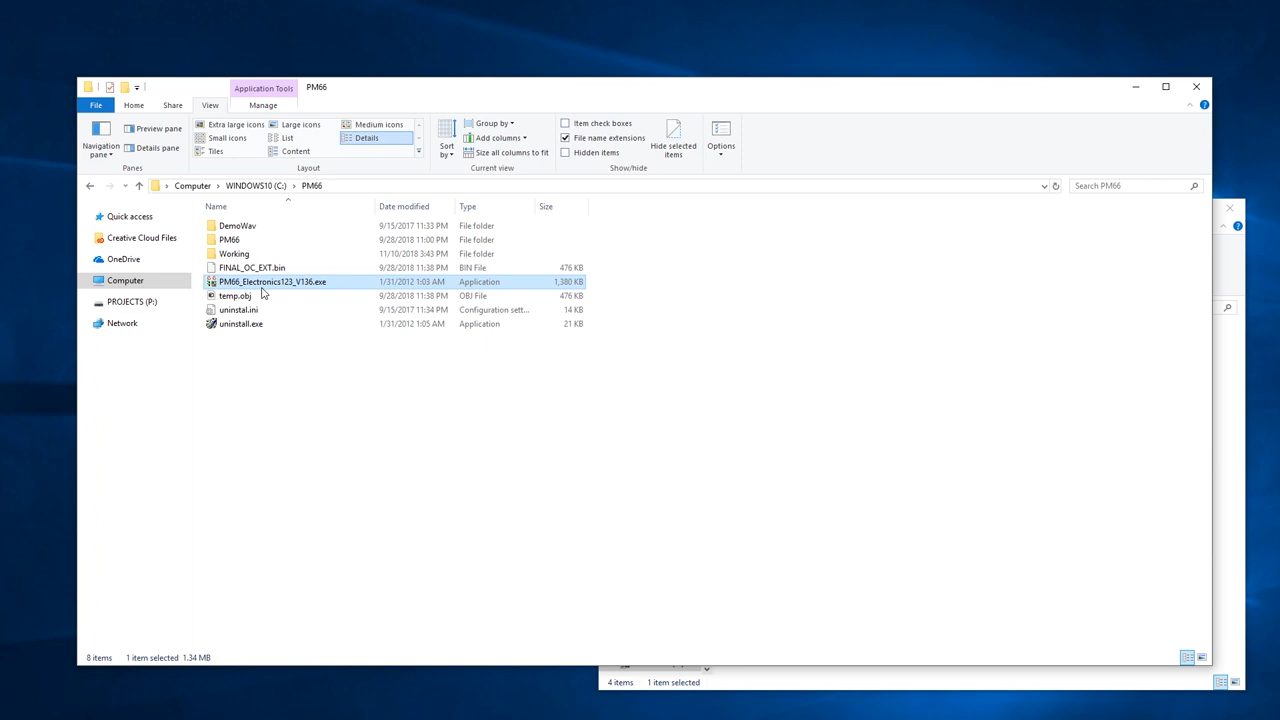 Application Tools PM66
File Home Share View Manage
Navigation pane Preview pane Details pane Panes
Extra large icons Large icons Medium icons
Small icons List Details
Tiles Content
Layout
Sort by Group by Add columns Size all columns to fit Current view
Item check boxes
File name extensions
Hidden items
Hide selected items
Show/hide
Options
Computer WINDOWS10 (C:) PM66 Search PM66
Name Date modified Type Size
Quick access
Creative Cloud Files
OneDrive
Computer
PROJECTS (P:)
Network
DemoWav 9/15/2017 11:33 PM File folder
PM66 9/28/2018 11:00 PM File folder
Working 11/10/2018 3:43 PM File folder
FINAL_OC_EXT.bin 9/28/2018 11:38 PM BIN File 476 KB
PM66_Electronics123_V136.exe 1/31/2012 1:03 AM Application 1,380 KB
temp.obj 9/28/2018 11:38 PM OBJ File 476 KB
uninstal.ini 9/15/2017 11:34 PM Configuration sett... 14 KB
uninstall.exe 1/31/2012 1:05 AM Application 21 KB
8 items 1 item selected 1.34 MB
4 items 1 item selected